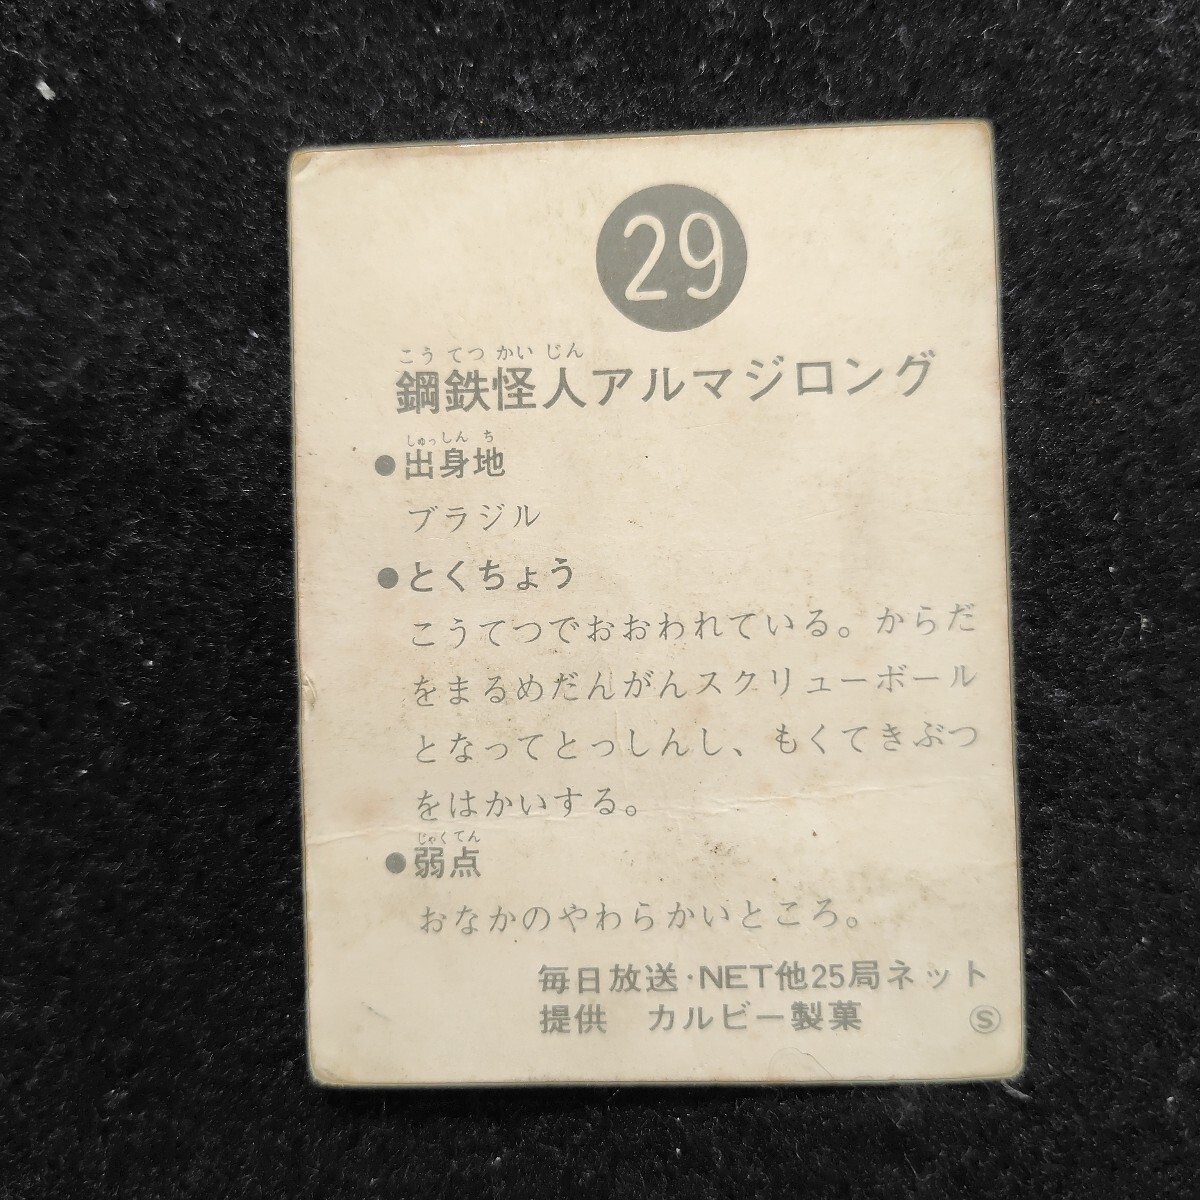 29
こうてつかいじん
鋼鉄怪人アルマジロング
しゅっしんち
●出身地
ブラジル
●とくちょう
こうてつでおおわれている。からだ
をまるめだんがんスクリューボール
となってとっしんし、もくてきぶつ
をはかいする。
じゃくてん
●弱点
おなかのやわらかいところ。
毎日放送・NET他25局ネット
提供　カルビー製菓
Ⓢ